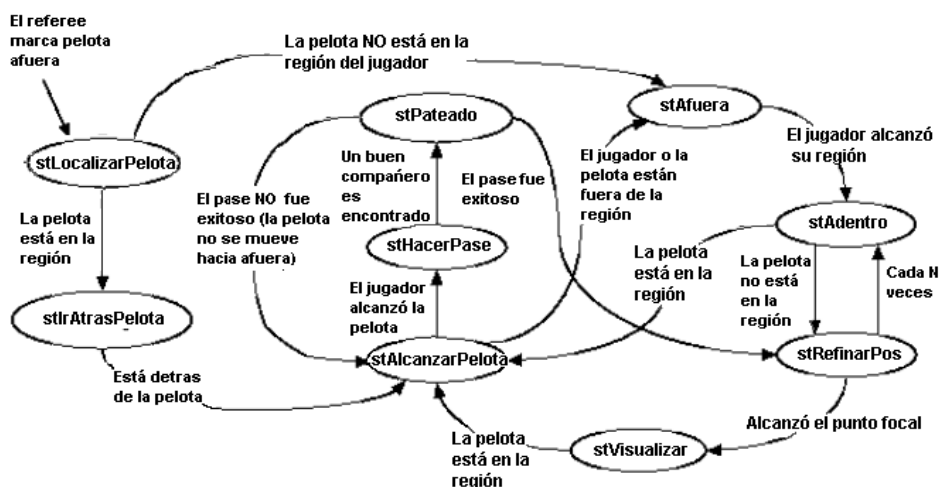 El referee
marca pelota
afuera
La pelota NO está en la
región del jugador
stLocalizarPelota
stPateado
stAfuera
El jugador alcanzó
su región
Un buen
compañero
es
encontrado
El pase fue
exitoso
El jugador o la
pelota están
fuera de la
región
El pase NO fue
exitoso (la pelota
no se mueve
hacia afuera)
La pelota
está en la
región
stHacerPase
stAdentro
La pelota
está en la
región
La pelota
no está
en la
región
Cada N
veces
El jugador
alcanzó la
pelota
stIrAtrasPelota
stAlcanzarPelota
stRefinarPos
Está detras
de la pelota
Alcanzó el punto focal
La pelota
está en la
región
stVisualizar